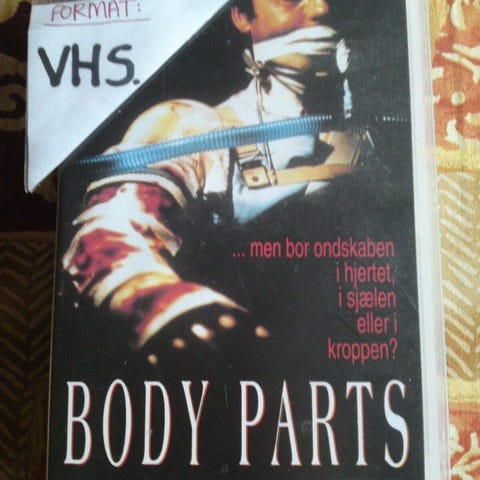 FORMAT:
VHS.
... men bor ondskaben
i hjertet,
i sjælen
eller i
kroppen?
BODY PARTS